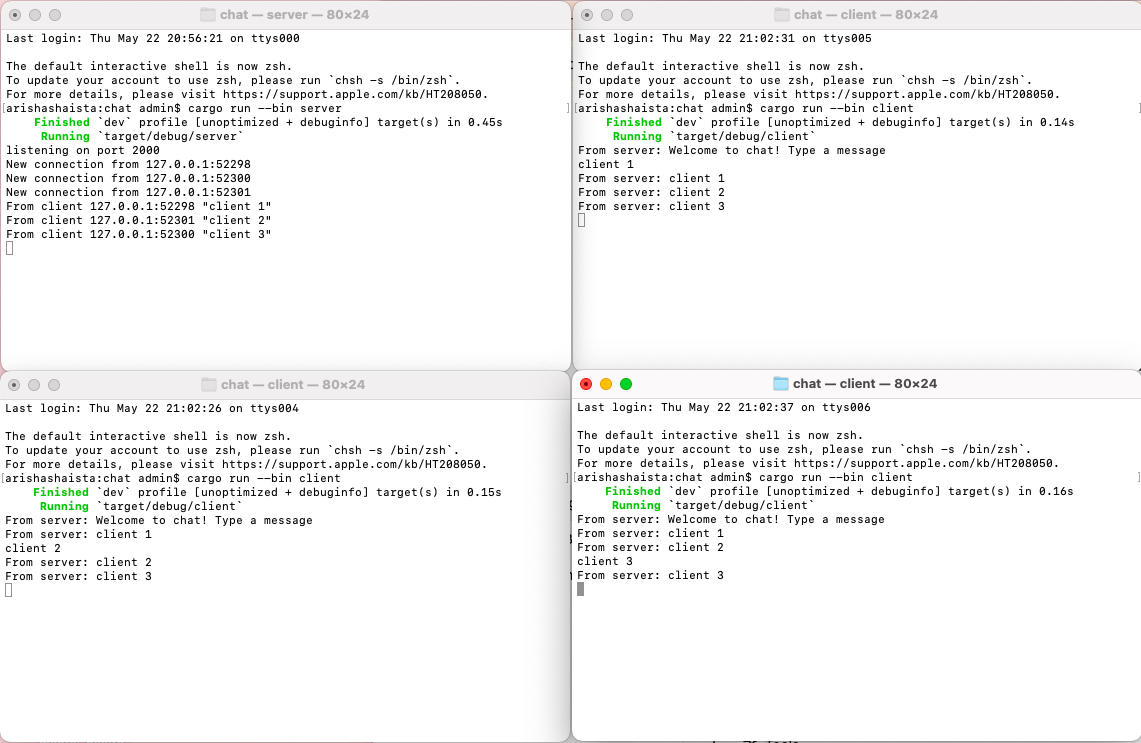 chat — server — 80×24
Last login: Thu May 22 20:56:21 on ttys000
The default interactive shell is now zsh.
To update your account to use zsh, please run `chsh -s /bin/zsh`.
For more details, please visit https://support.apple.com/kb/HT208050.
[arishashaista:chat admin$ cargo run --bin server ]
Finished `dev` profile [unoptimized + debuginfo] target(s) in 0.45s
Running `target/debug/server`
listening on port 2000
New connection from 127.0.0.1:52298
New connection from 127.0.0.1:52300
New connection from 127.0.0.1:52301
From client 127.0.0.1:52298 "client 1"
From client 127.0.0.1:52301 "client 2"
From client 127.0.0.1:52300 "client 3"
chat — client — 80×24
Last login: Thu May 22 21:02:31 on ttys005
The default interactive shell is now zsh.
To update your account to use zsh, please run `chsh -s /bin/zsh`.
For more details, please visit https://support.apple.com/kb/HT208050.
[arishashaista:chat admin$ cargo run --bin client ]
Finished `dev` profile [unoptimized + debuginfo] target(s) in 0.14s
Running `target/debug/client`
From server: Welcome to chat! Type a message
client 1
From server: client 1
From server: client 2
From server: client 3
chat — client — 80×24
Last login: Thu May 22 21:02:26 on ttys004
The default interactive shell is now zsh.
To update your account to use zsh, please run `chsh -s /bin/zsh`.
For more details, please visit https://support.apple.com/kb/HT208050.
[arishashaista:chat admin$ cargo run --bin client ]
Finished `dev` profile [unoptimized + debuginfo] target(s) in 0.15s
Running `target/debug/client`
From server: Welcome to chat! Type a message
From server: client 1
client 2
From server: client 2
From server: client 3
chat — client — 80×24
Last login: Thu May 22 21:02:37 on ttys006
The default interactive shell is now zsh.
To update your account to use zsh, please run `chsh -s /bin/zsh`.
For more details, please visit https://support.apple.com/kb/HT208050.
[arishashaista:chat admin$ cargo run --bin client ]
Finished `dev` profile [unoptimized + debuginfo] target(s) in 0.16s
Running `target/debug/client`
From server: Welcome to chat! Type a message
From server: client 1
From server: client 2
client 3
From server: client 3